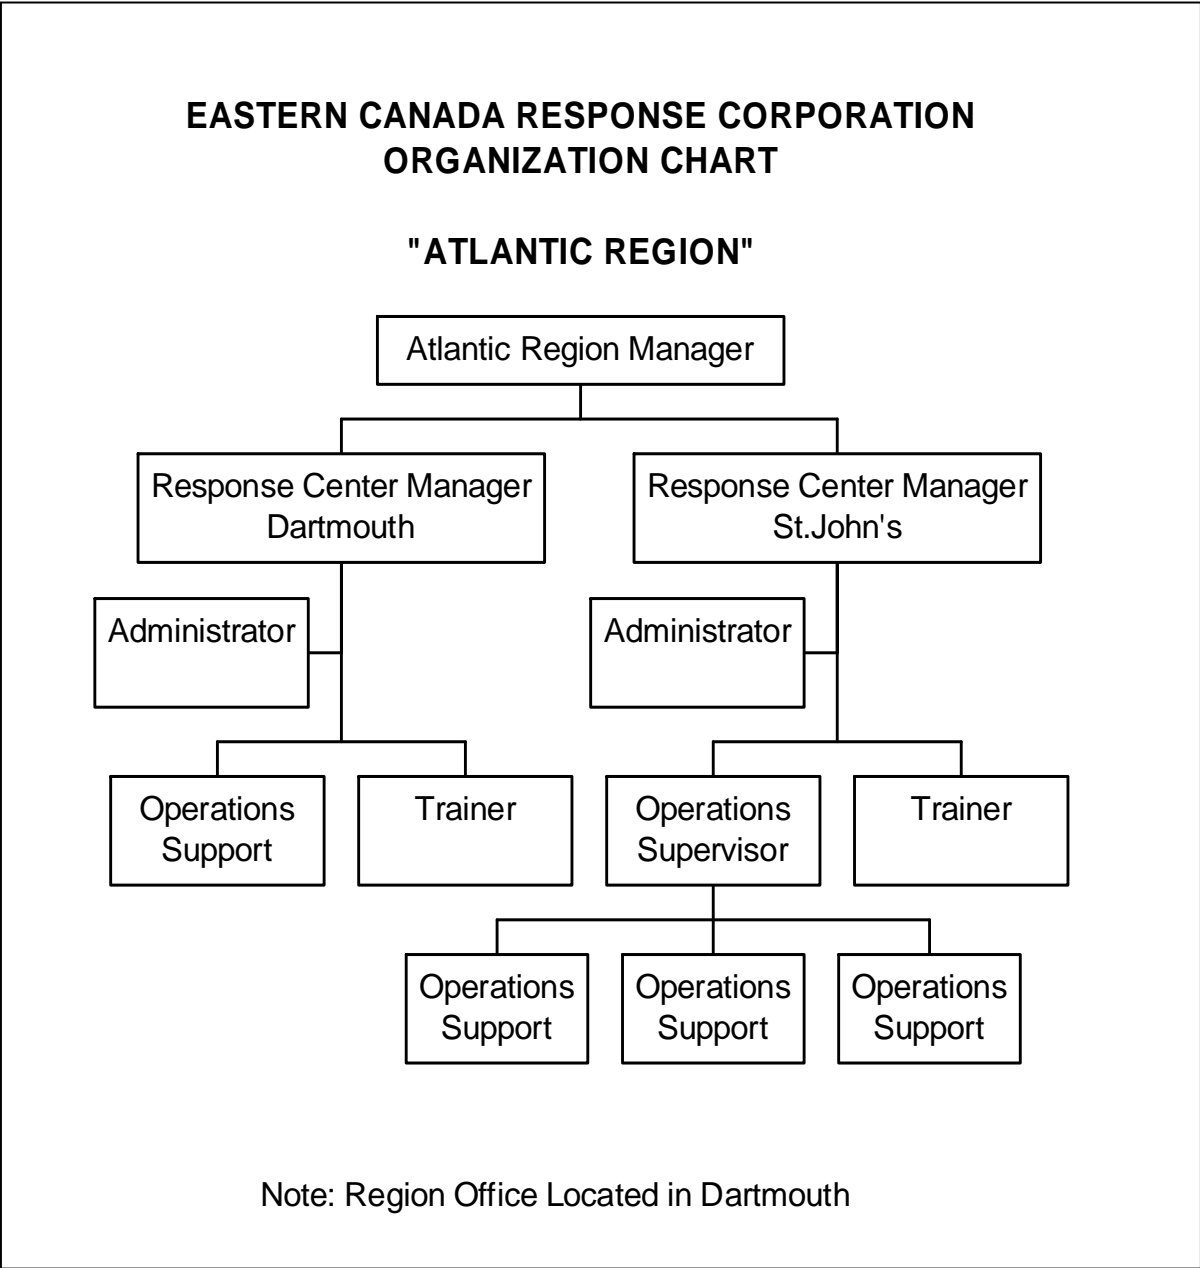 EASTERN CANADA RESPONSE CORPORATION
ORGANIZATION CHART
"ATLANTIC REGION"
Atlantic Region Manager
Response Center Manager
Dartmouth
Response Center Manager
St.John's
Administrator
Administrator
Operations
Support
Trainer
Operations
Supervisor
Trainer
Operations
Support
Operations
Support
Operations
Support
Note: Region Office Located in Dartmouth